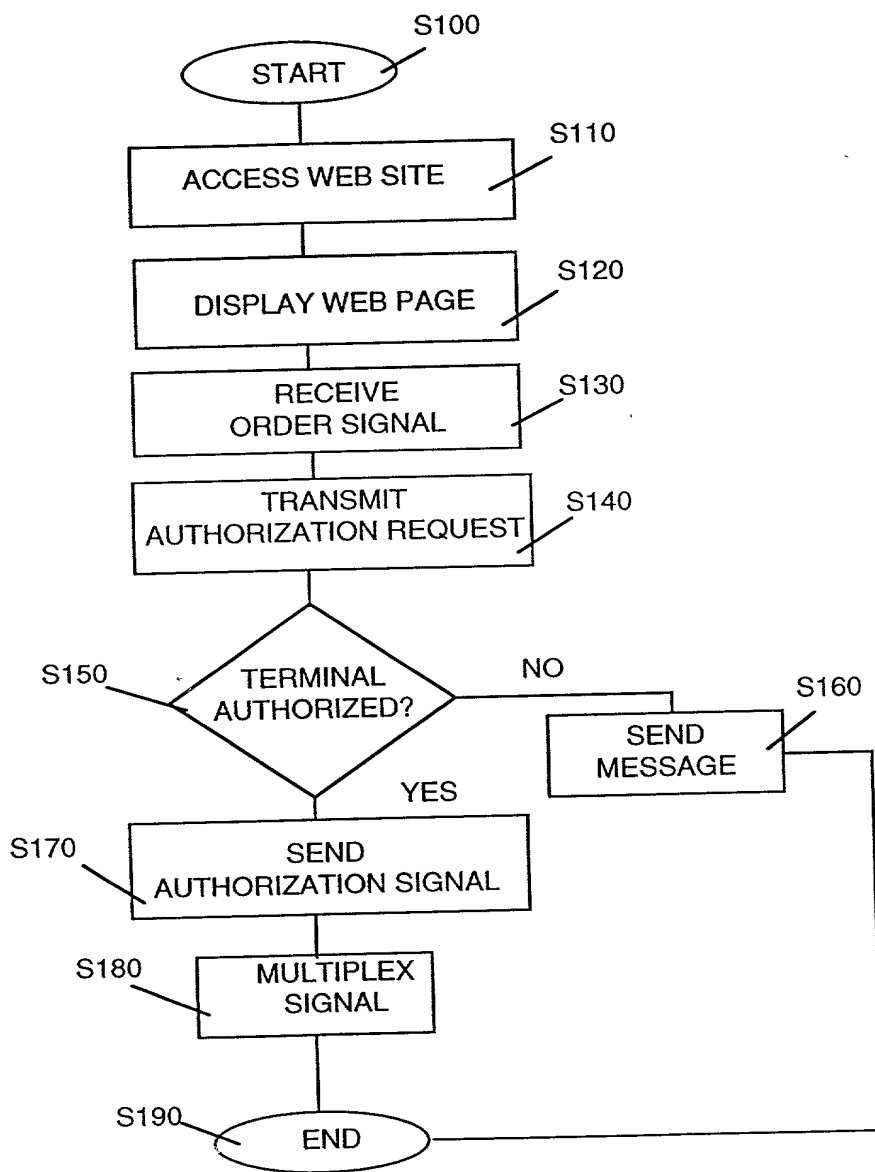 S100
START
S110
ACCESS WEB SITE
S120
DISPLAY WEB PAGE
S130
RECEIVE
ORDER SIGNAL
S140
TRANSMIT
AUTHORIZATION REQUEST
S150
TERMINAL
AUTHORIZED?
NO
S160
SEND
MESSAGE
YES
S170
SEND
AUTHORIZATION SIGNAL
S180
MULTIPLEX
SIGNAL
S190
END